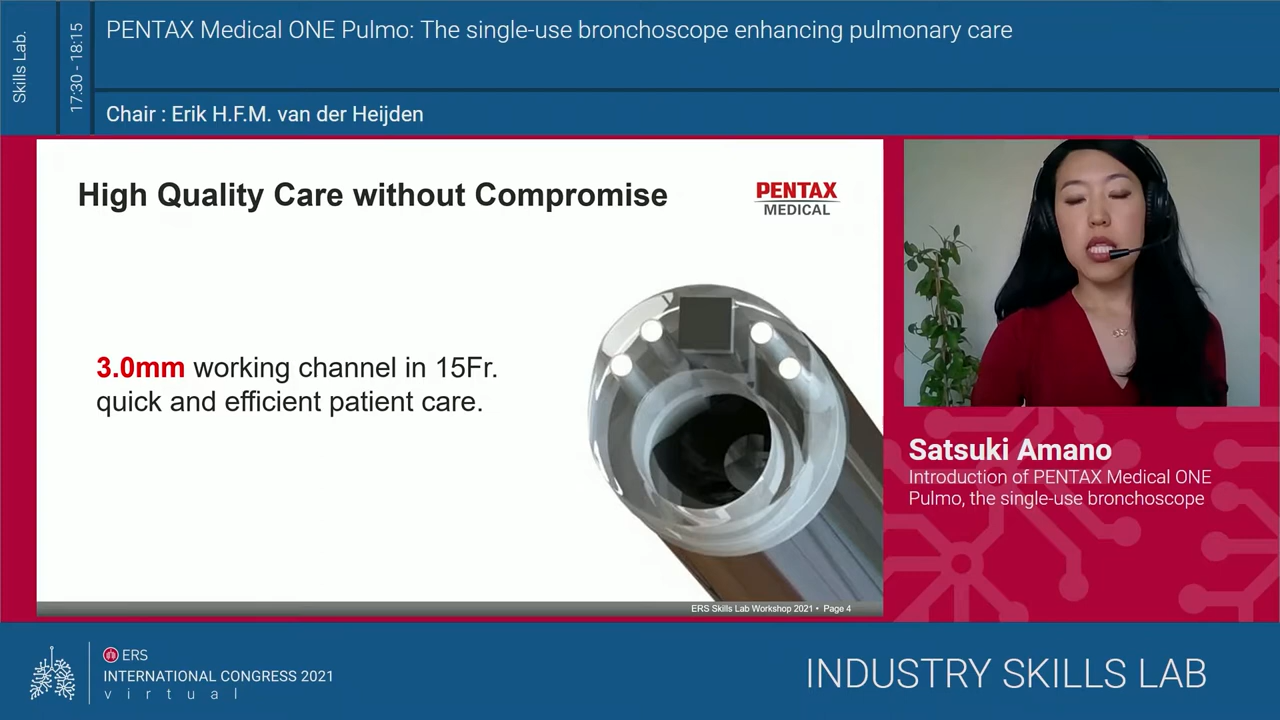 Skills Lab.
17:30 - 18:15
PENTAX Medical ONE Pulmo: The single-use bronchoscope enhancing pulmonary care
Chair : Erik H.F.M. van der Heijden
High Quality Care without Compromise
PENTAX
MEDICAL
3.0mm working channel in 15Fr.
quick and efficient patient care.
ERS Skills Lab Workshop 2021 • Page 4
Satsuki Amano
Introduction of PENTAX Medical ONE
Pulmo, the single-use bronchoscope
ERS
INTERNATIONAL CONGRESS 2021
virtual
INDUSTRY SKILLS LAB